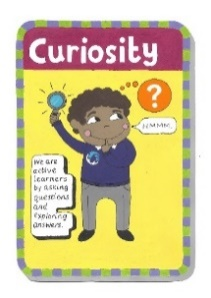 Curiosity
?
HMMM.
we are
active
learners
by asking
questions
and
exploring
answers.